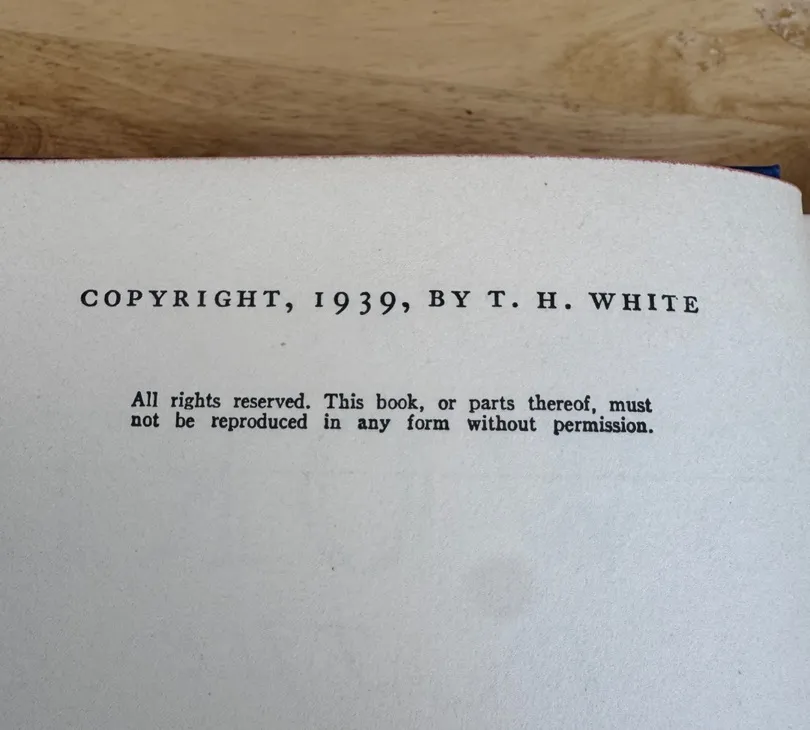 COPYRIGHT, 1939, BY T. H. WHITE
All rights reserved. This book, or parts thereof, must
not be reproduced in any form without permission.